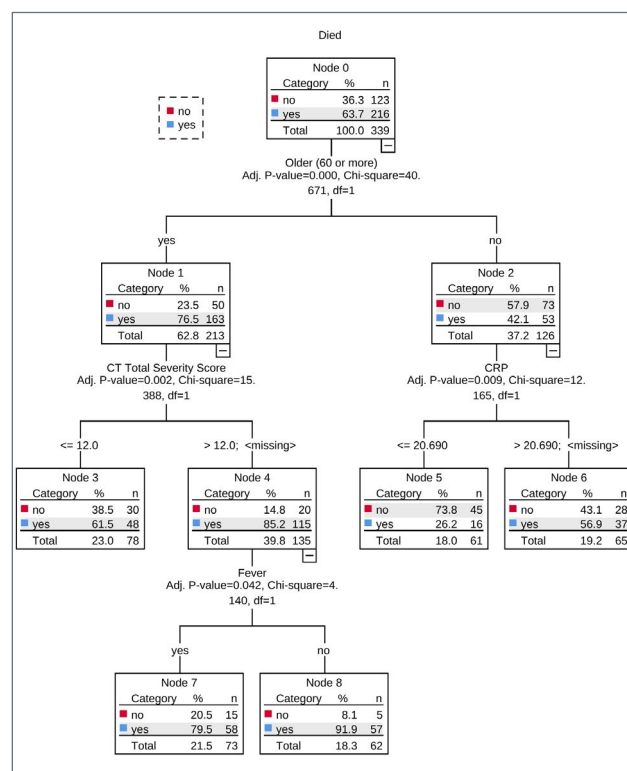 Died
Node 0
Category % n
no 36.3 123
yes 63.7 216
Total 100.0 339
no
yes
Older (60 or more)
Adj. P-value=0.000, Chi-square=40.
671, df=1
yes
no
Node 1
Category % n
no 23.5 50
yes 76.5 163
Total 62.8 213
Node 2
Category % n
no 57.9 73
yes 42.1 53
Total 37.2 126
CT Total Severity Score
Adj. P-value=0.002, Chi-square=15.
388, df=1
CRP
Adj. P-value=0.009, Chi-square=12.
165, df=1
<= 12.0
> 12.0; <missing>
<= 20.690
> 20.690; <missing>
Node 3
Category % n
no 38.5 30
yes 61.5 48
Total 23.0 78
Node 4
Category % n
no 14.8 20
yes 85.2 115
Total 39.8 135
Node 5
Category % n
no 73.8 45
yes 26.2 16
Total 18.0 61
Node 6
Category % n
no 43.1 28
yes 56.9 37
Total 19.2 65
Fever
Adj. P-value=0.042, Chi-square=4.
140, df=1
yes
no
Node 7
Category % n
no 20.5 15
yes 79.5 58
Total 21.5 73
Node 8
Category % n
no 8.1 5
yes 91.9 57
Total 18.3 62